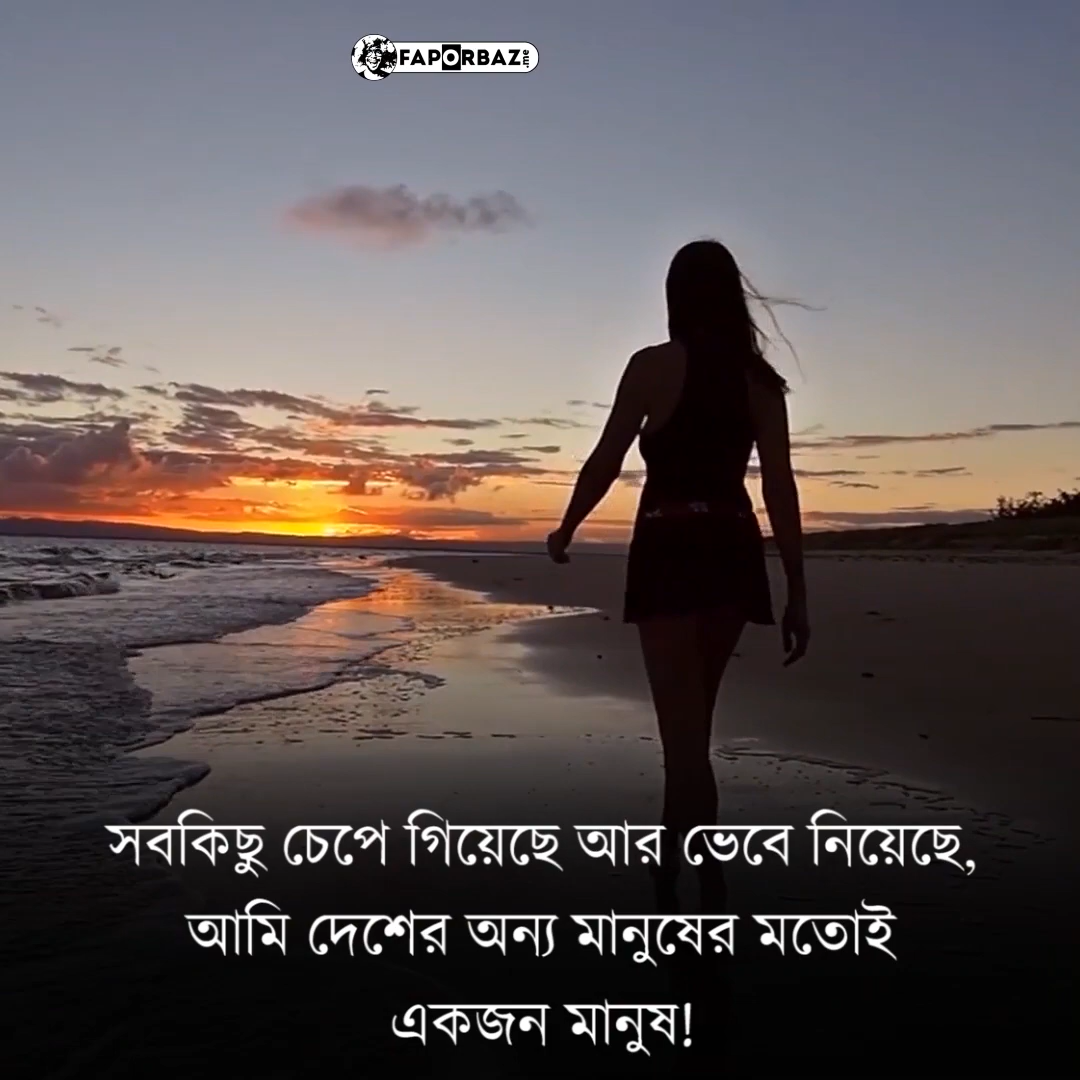 FAPORBAZ.me
সবকিছু চেপে গিয়েছে আর ভেবে নিয়েছে,
আমি দেশের অন্য মানুষের মতোই
একজন মানুষ!